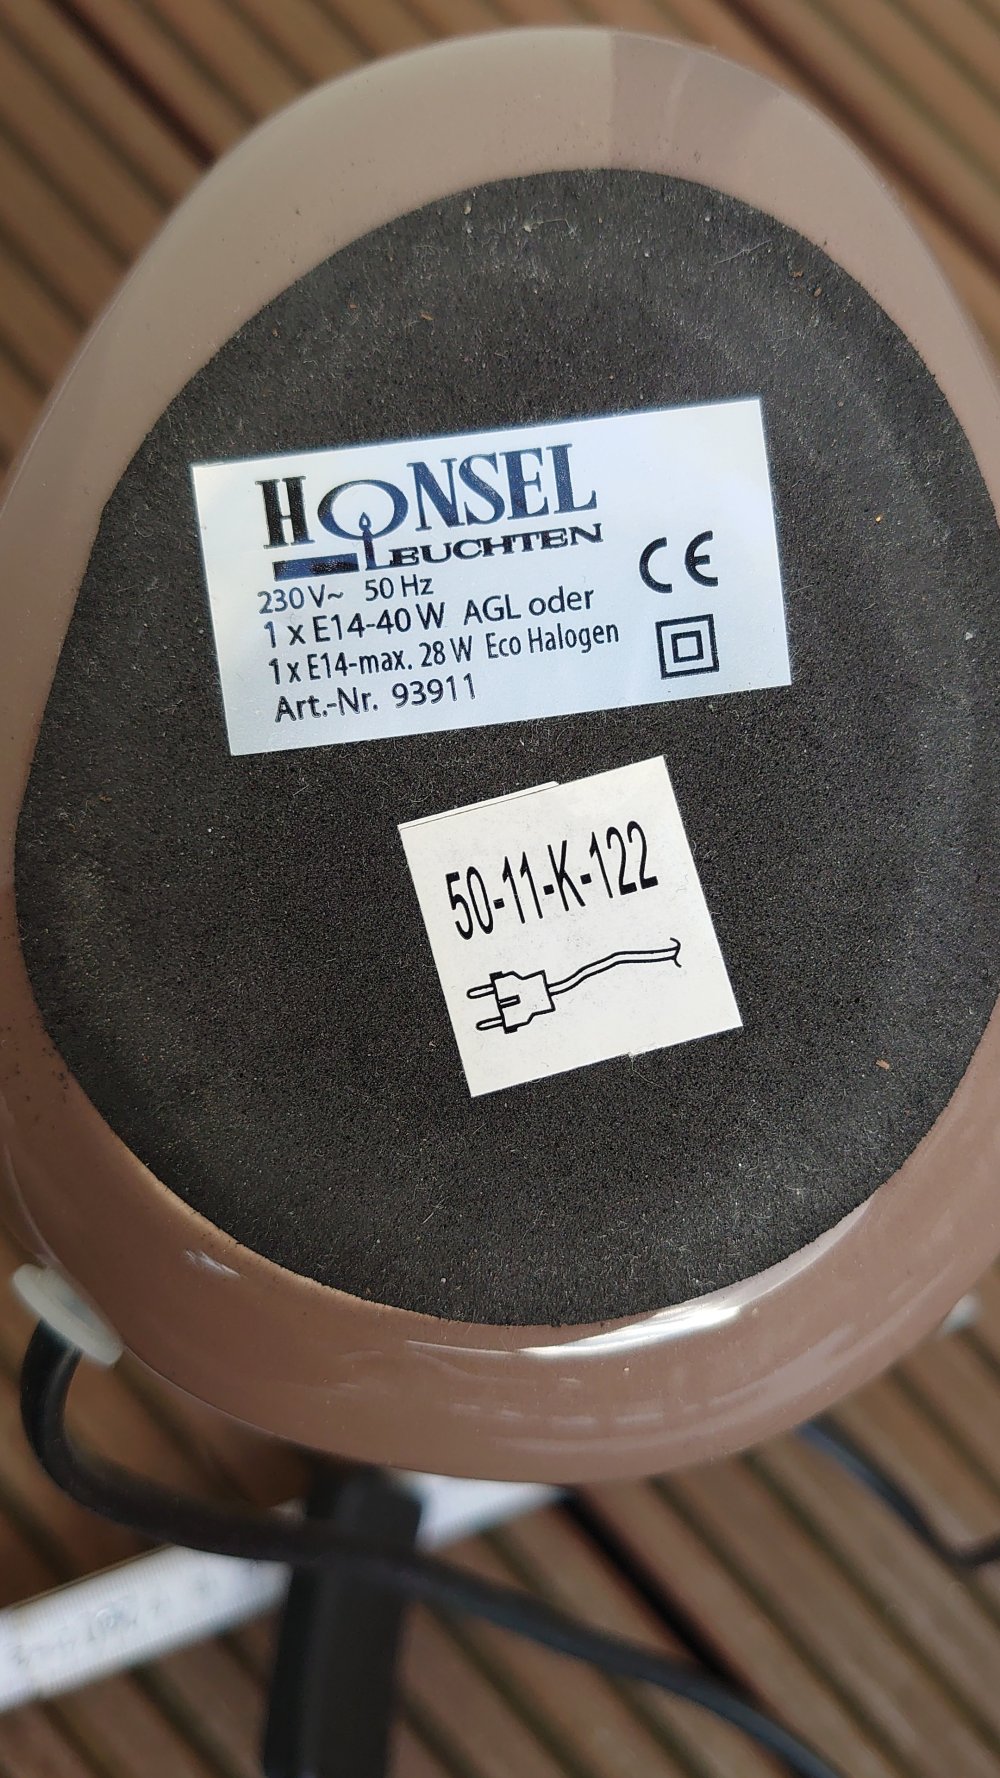 HONSEL
LEUCHTEN
230 V~ 50 Hz
1 x E14-40 W AGL oder
1 x E14-max. 28 W Eco Halogen
Art.-Nr. 93911
CE
50-11-K-122